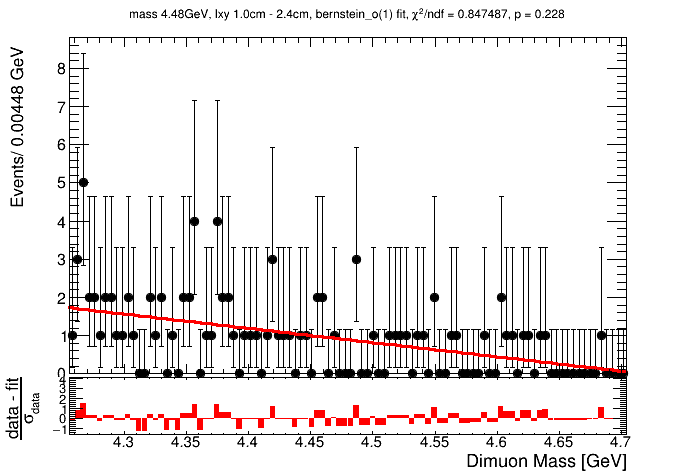 mass 4.48GeV, lxy 1.0cm - 2.4cm, bernstein_o(1) fit, χ²/ndf = 0.847487, p = 0.228
Events/ 0.00448 GeV
8
7
6
5
4
3
2
1
0
data - fit
σdata
4
3
2
1
0
−1
4.3 4.35 4.4 4.45 4.5 4.55 4.6 4.65 4.7
Dimuon Mass [GeV]